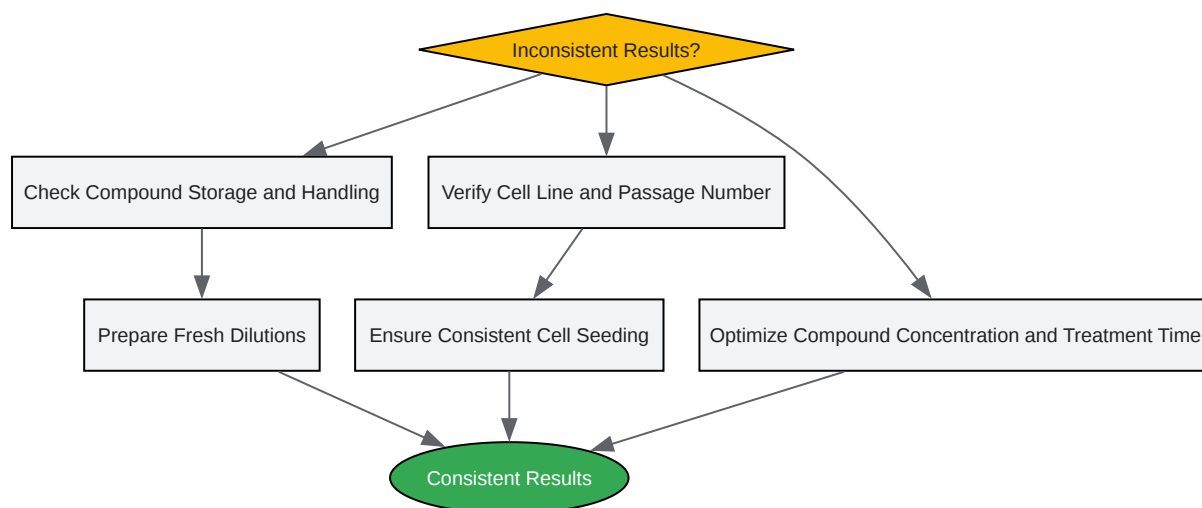 Inconsistent Results?
Check Compound Storage and Handling
Verify Cell Line and Passage Number
Prepare Fresh Dilutions
Ensure Consistent Cell Seeding
Optimize Compound Concentration and Treatment Time
Consistent Results